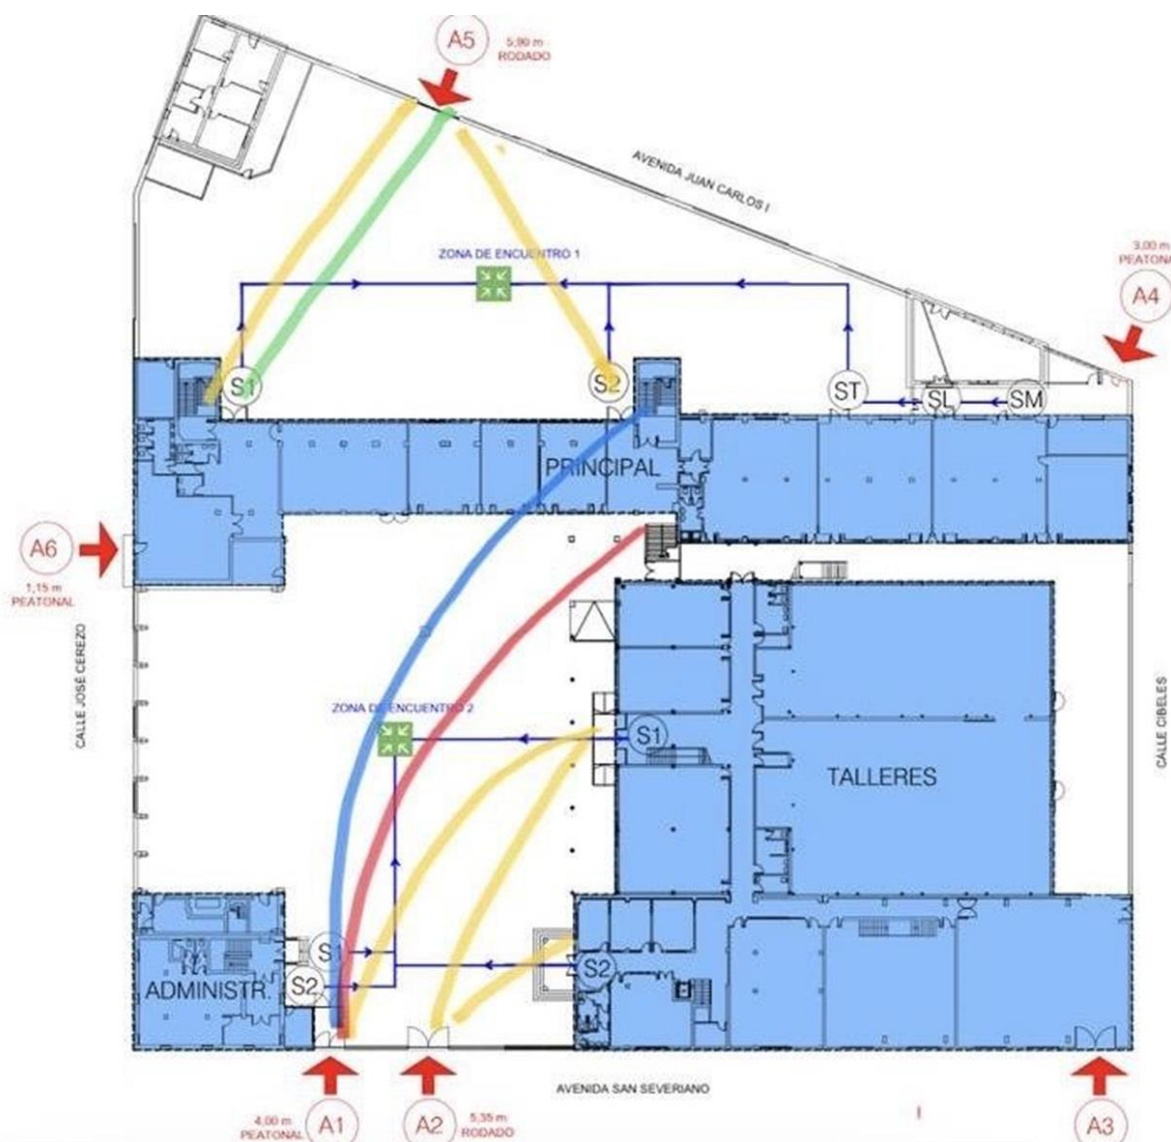 A5
5,90 m
RODADO
AVENIDA JUAN CARLOS I
3,00 m
PEATONAL
A4
ZONA DE ENCUENTRO 1
S1
S2
ST
SL
SM
PRINCIPAL
A6
1,15 m
PEATONAL
CALLE JOSÉ CEREZO
ZONA DE ENCUENTRO 2
S1
TALLERES
CALLE CIBELES
S1
S2
S2
ADMINISTR.
AVENIDA SAN SEVERIANO
4,00 m
PEATONAL
A1
A2
5,35 m
RODADO
A3